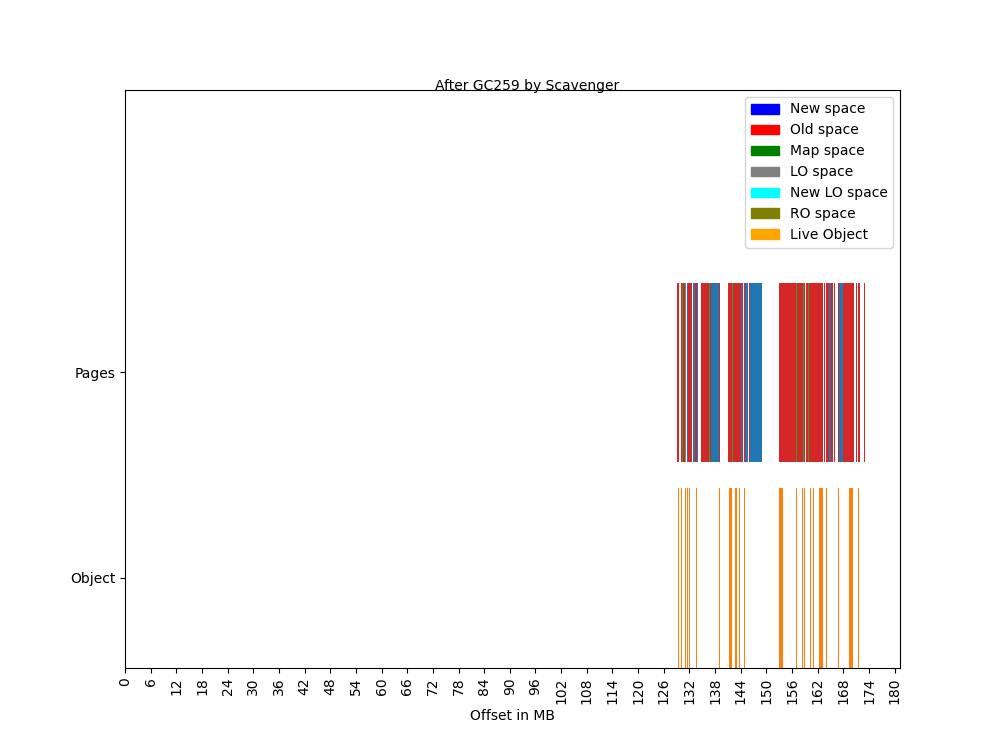 After GC259 by Scavenger
New space
Old space
Map space
LO space
New LO space
RO space
Live Object
Pages
Object
0 6 12 18 24 30 36 42 48 54 60 66 72 78 84 90 96 102 108 114 120 126 132 138 144 150 156 162 168 174 180
Offset in MB